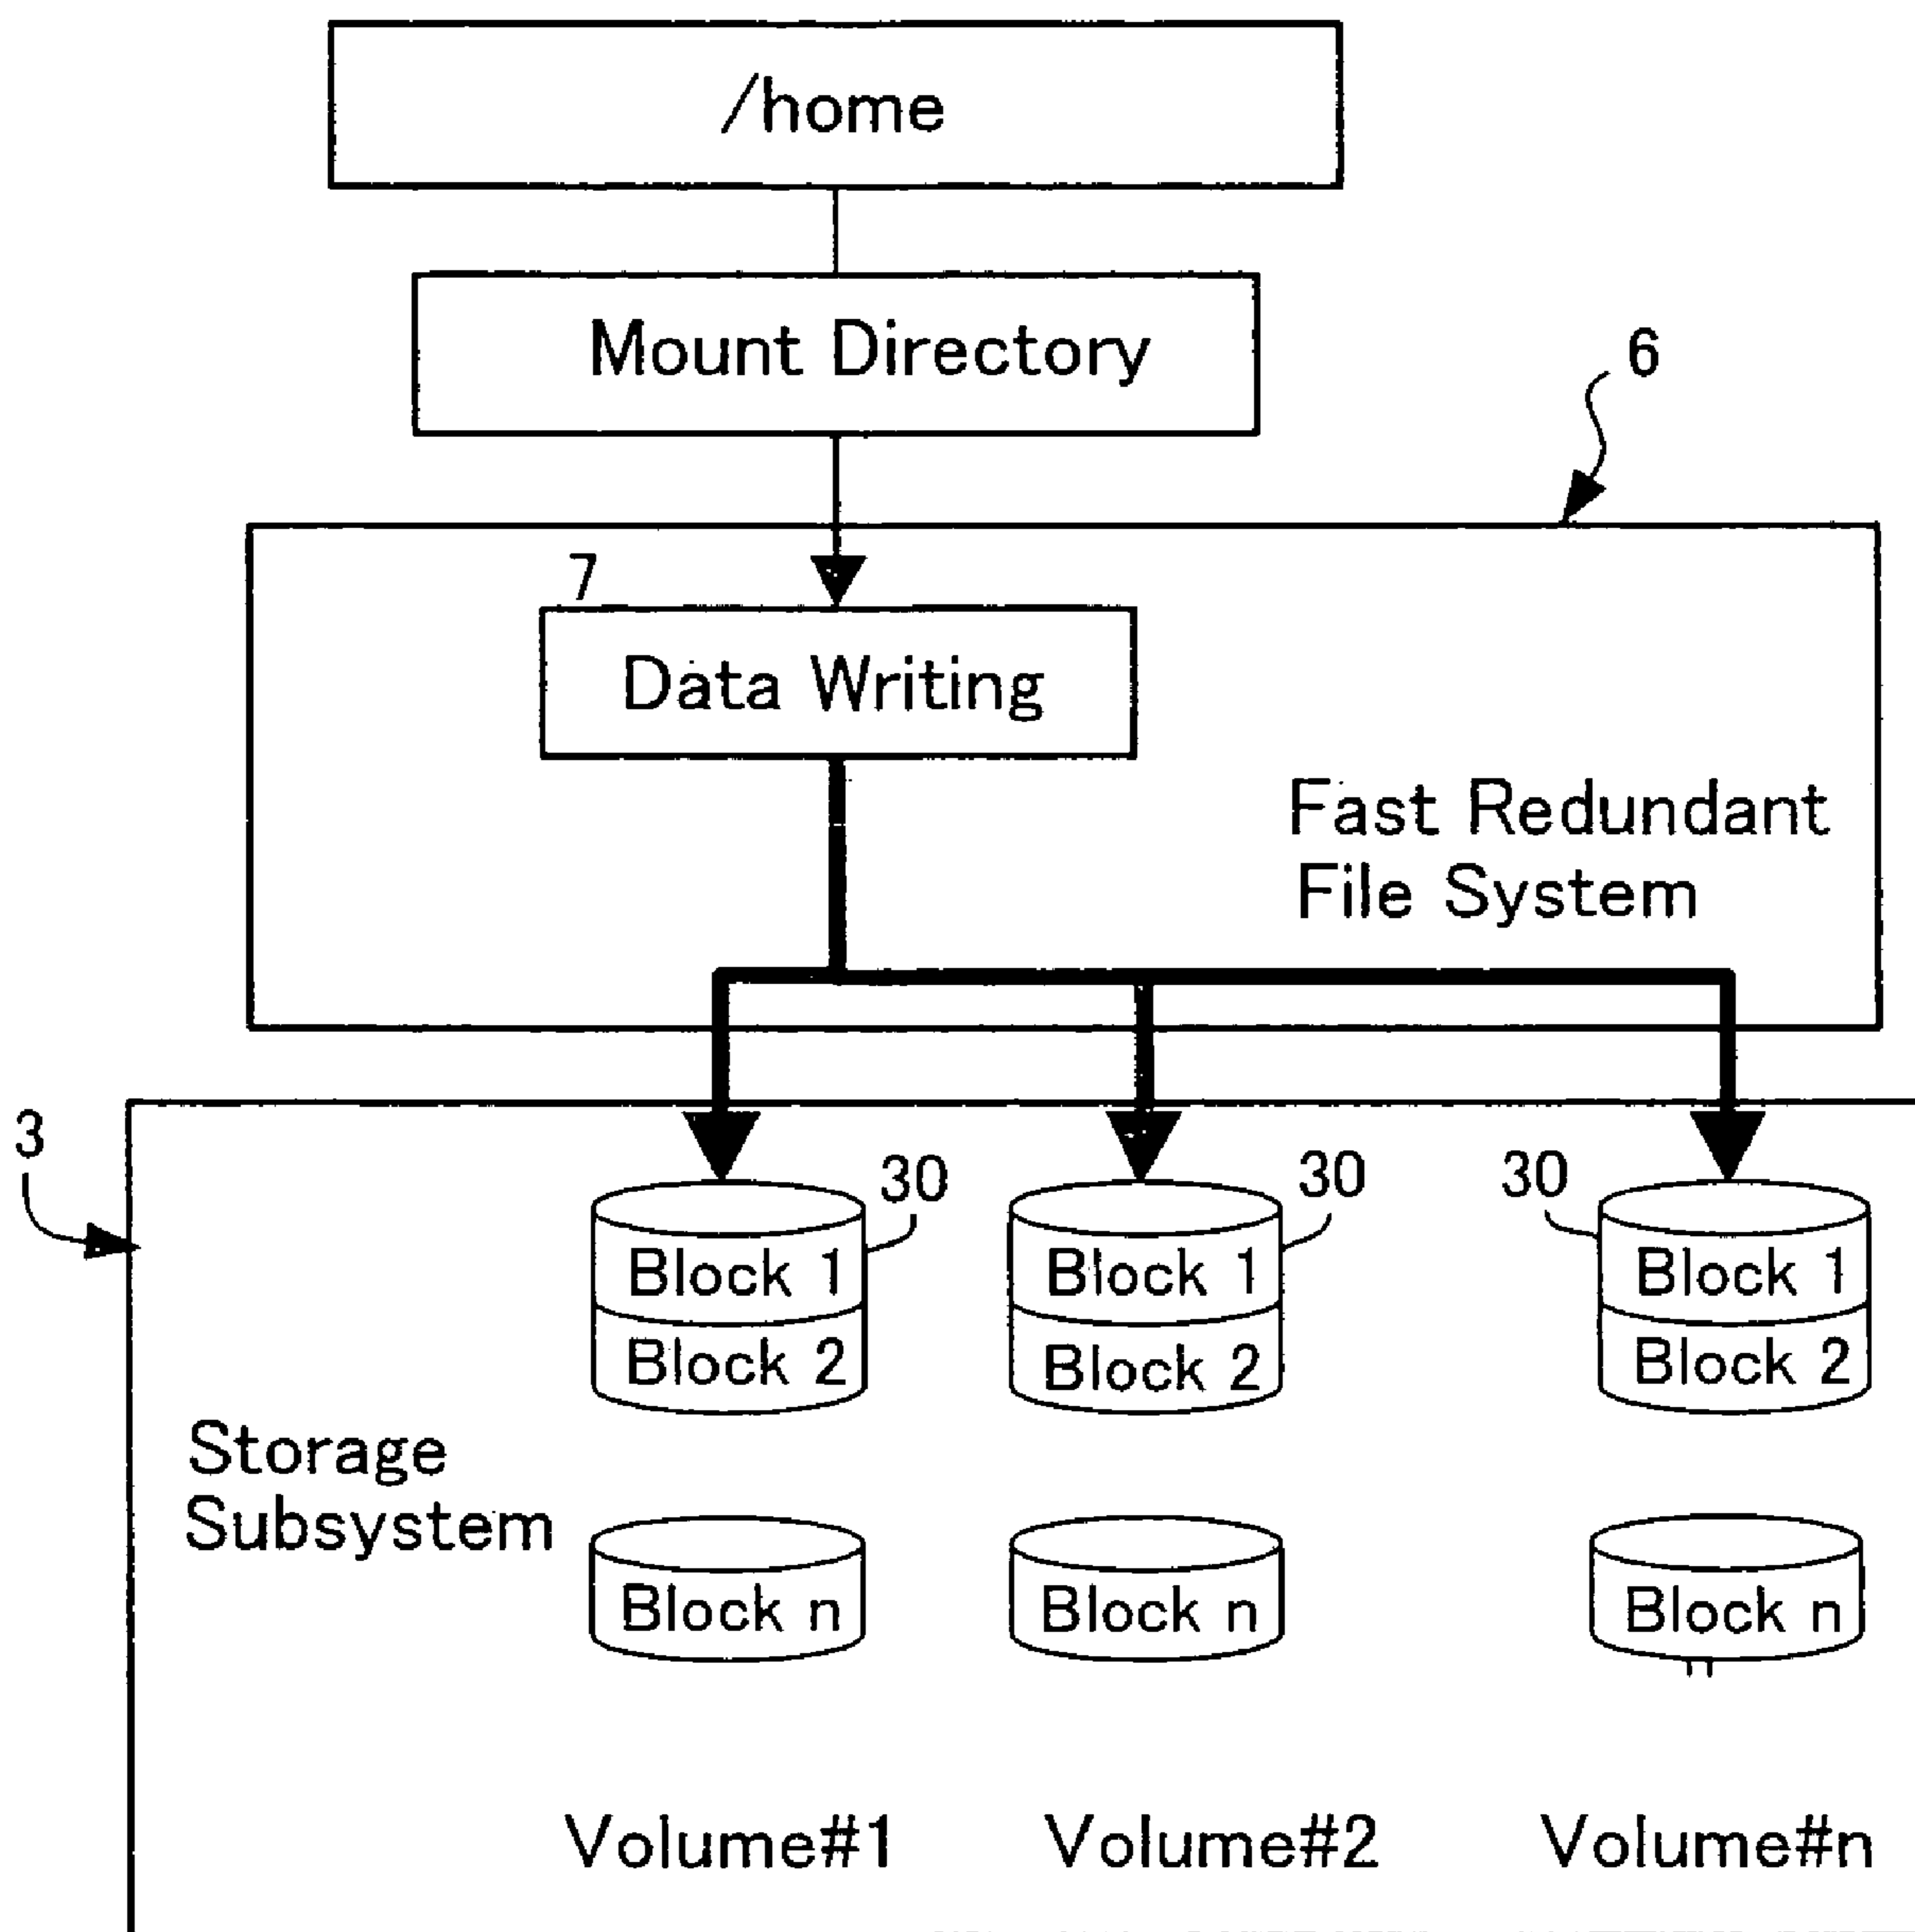 /home
Mount Directory
6
7
Data Writing
Fast Redundant
File System
3
30
30
30
Block 1
Block 1
Block 1
Block 2
Block 2
Block 2
Storage
Subsystem
Block n
Block n
Block n
Volume#1
Volume#2
Volume#n